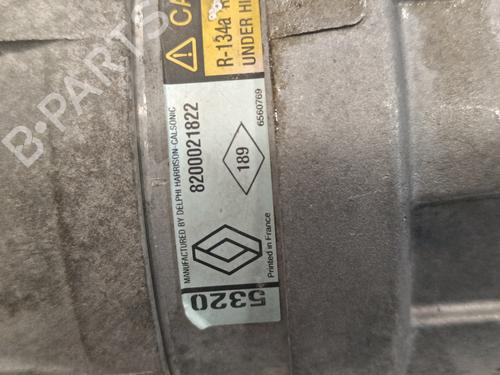 CA
R-134a
UNDER HI
MANUFACTURED BY DELPHI HARRISON-CALSONIC
8200021822
189
6560769
Printed in France
5320
B-PARTS